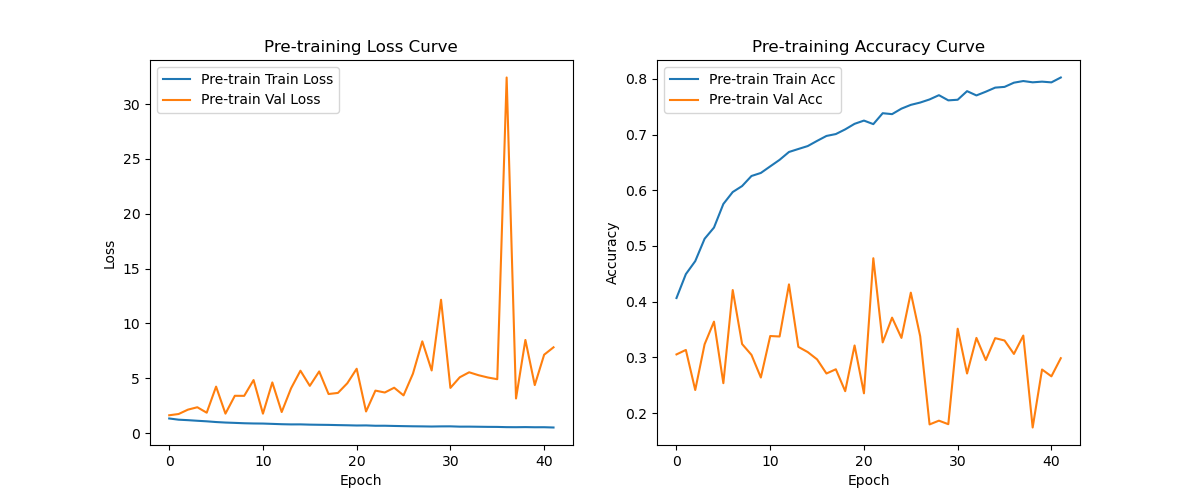 Pre-training Loss Curve
Pre-train Train Loss
Pre-train Val Loss
30
25
20
15
10
5
0
Loss
0 10 20 30 40
Epoch
Pre-training Accuracy Curve
Pre-train Train Acc
Pre-train Val Acc
0.8
0.7
0.6
0.5
0.4
0.3
0.2
Accuracy
0 10 20 30 40
Epoch